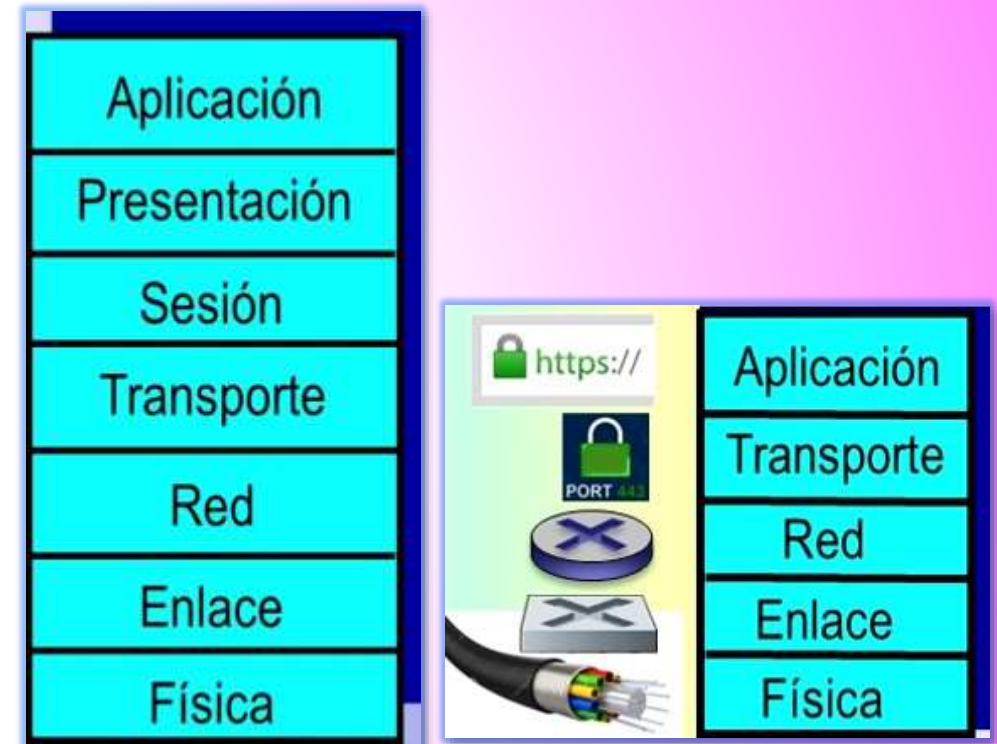 Aplicación
Presentación
Sesión
Transporte
Red
Enlace
Física
https://
PORT 443
Aplicación
Transporte
Red
Enlace
Física